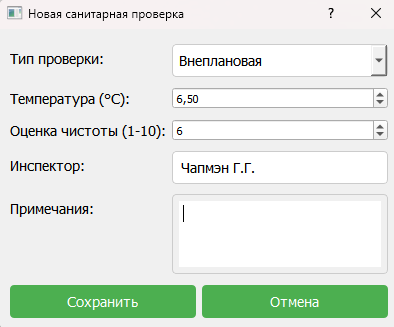 Новая санитарная проверка
Тип проверки: Внеплановая
Температура (°C): 6,50
Оценка чистоты (1-10): 6
Инспектор: Чапмэн Г.Г.
Примечания:
Сохранить Отмена